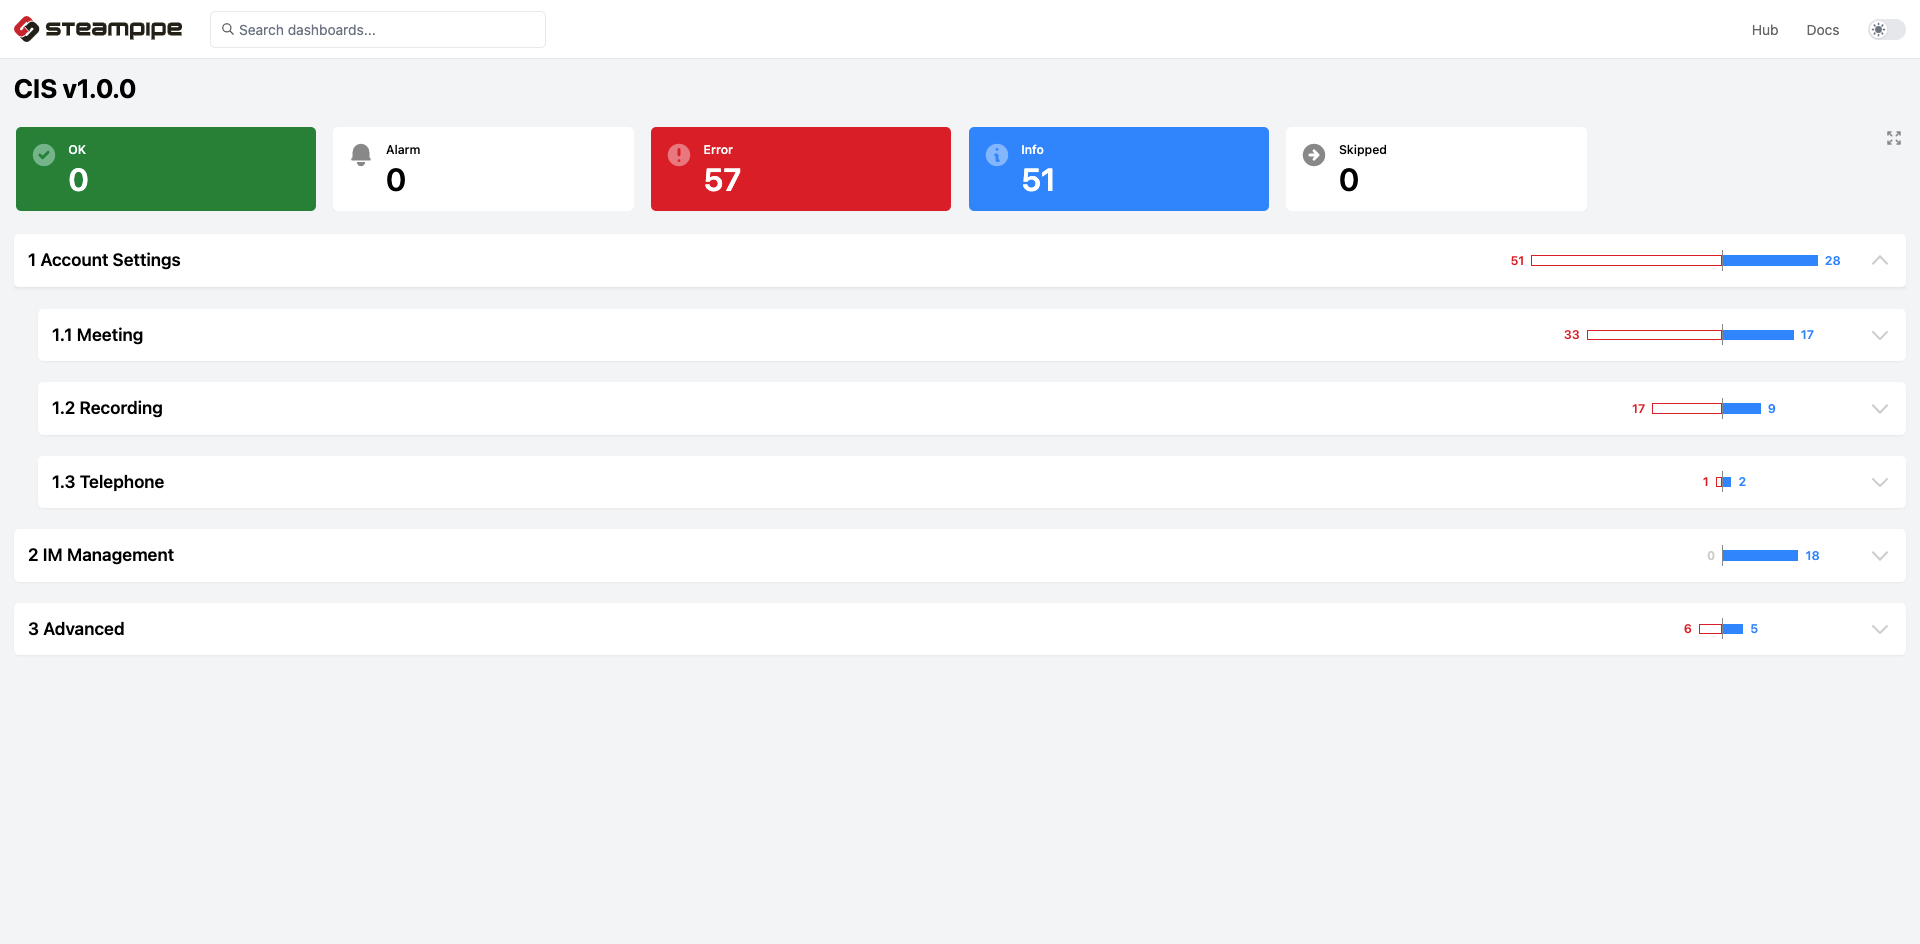 steampipe
Search dashboards...
Hub
Docs
CIS v1.0.0
OK
0
Alarm
0
Error
57
Info
51
Skipped
0
1 Account Settings
51
28
1.1 Meeting
33
17
1.2 Recording
17
9
1.3 Telephone
1
2
2 IM Management
0
18
3 Advanced
6
5